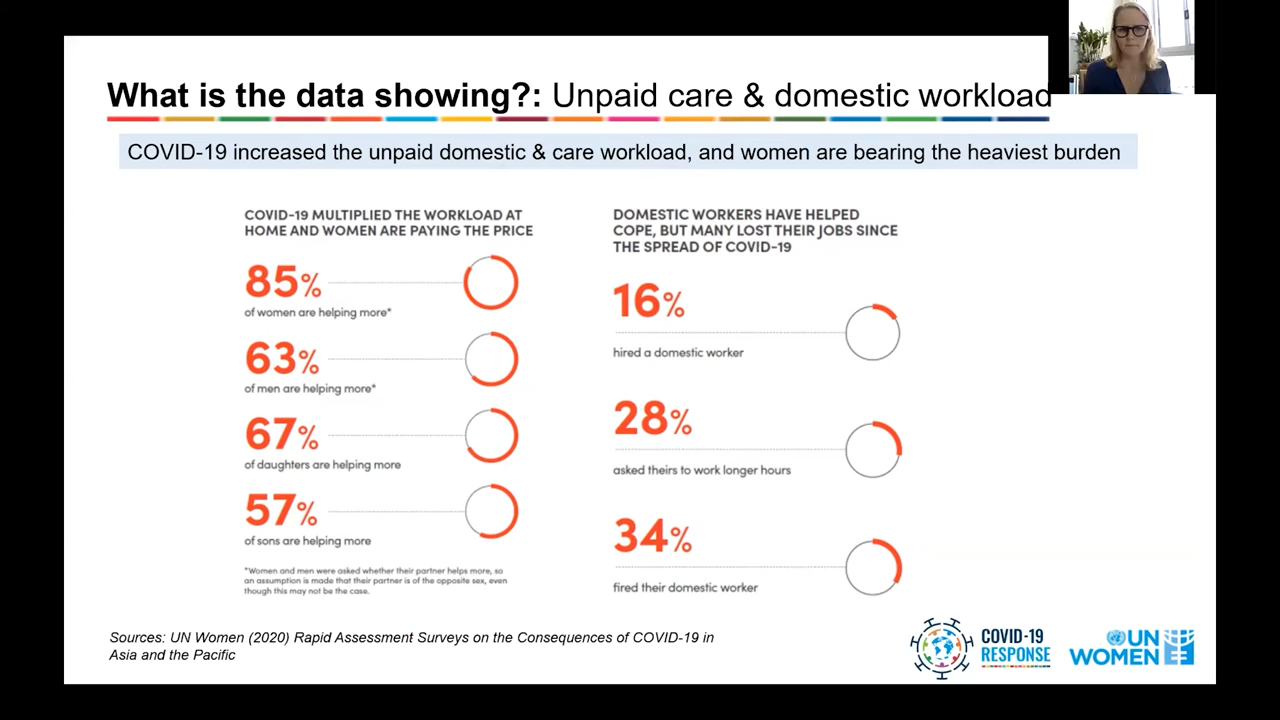 What is the data showing?: Unpaid care & domestic workload
COVID-19 increased the unpaid domestic & care workload, and women are bearing the heaviest burden
COVID-19 MULTIPLIED THE WORKLOAD AT
HOME AND WOMEN ARE PAYING THE PRICE
85%
of women are helping more*
63%
of men are helping more*
67%
of daughters are helping more
57%
of sons are helping more
*Women and men were asked whether their partner helps more, so
an assumption is made that their partner is of the opposite sex, even
though this may not be the case.
DOMESTIC WORKERS HAVE HELPED
COPE, BUT MANY LOST THEIR JOBS SINCE
THE SPREAD OF COVID-19
16%
hired a domestic worker
28%
asked theirs to work longer hours
34%
fired their domestic worker
Sources: UN Women (2020) Rapid Assessment Surveys on the Consequences of COVID-19 in
Asia and the Pacific
COVID-19
RESPONSE
UN
WOMEN